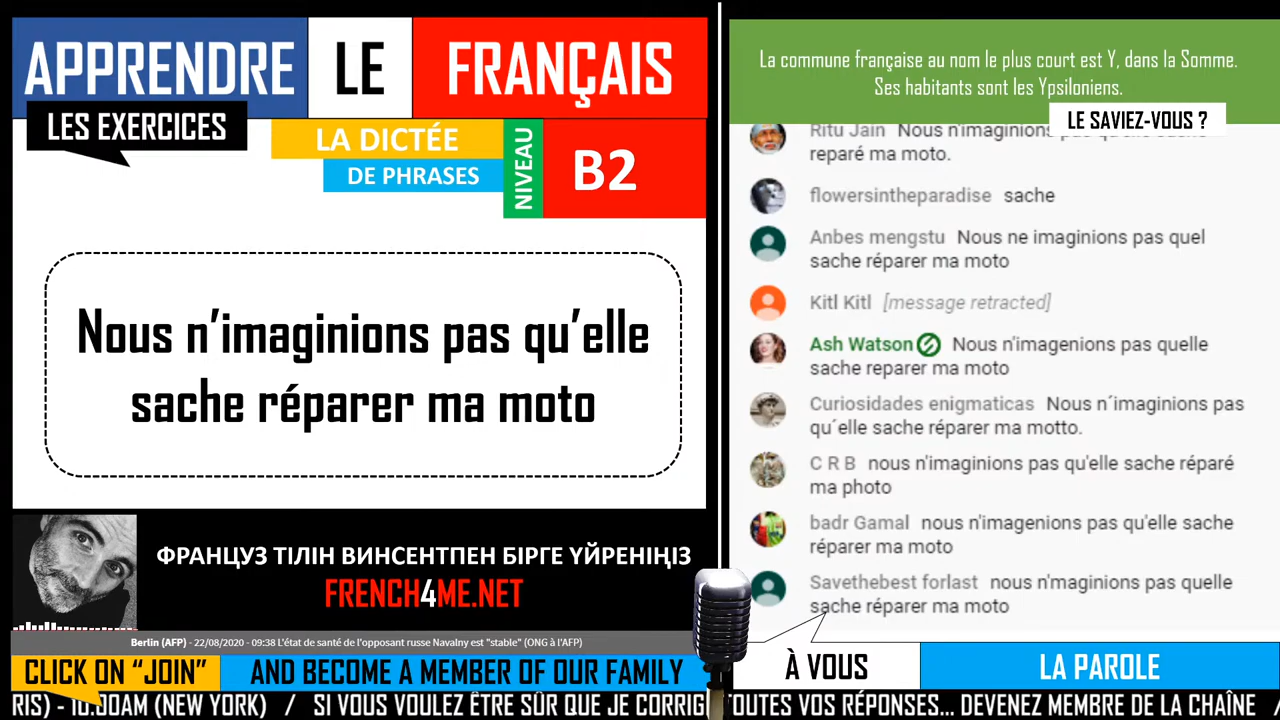 APPRENDRE LE FRANÇAIS
LES EXERCICES
LA DICTÉE
DE PHRASES
NIVEAU
B2
Nous n’imaginions pas qu’elle
sache réparer ma moto
ФРАНЦУЗ ТІЛІН ВИНСЕНТПЕН БІРГЕ ҮЙРЕНІҢІЗ
FRENCH4ME.NET
Berlin (AFP) - 22/08/2020 - 09:38 L'état de santé de l'opposant russe Navalny est "stable" (ONG à l'AFP)
CLICK ON “JOIN” AND BECOME A MEMBER OF OUR FAMILY
La commune française au nom le plus court est Y, dans la Somme.
Ses habitants sont les Ypsiloniens.
LE SAVIEZ-VOUS ?
Ritu Jain Nous n'imaginions
reparé ma moto.
flowersintheparadise sache
Anbes mengstu Nous ne imaginions pas quel
sache réparer ma moto
Kitl Kitl [message retracted]
Ash Watson Nous n'imagenions pas quelle
sache reparer ma moto
Curiosidades enigmaticas Nous n´imaginions pas
qu´elle sache réparer ma motto.
C R B nous n'imaginions pas qu'elle sache réparé
ma photo
badr Gamal nous n'imagenions pas qu'elle sache
réparer ma moto
Savethebest forlast nous n'maginions pas quelle
sache réparer ma moto
À VOUS LA PAROLE
RIS) - 10:30AM (NEW YORK) / SI VOUS VOULEZ ÊTRE SÛR QUE JE CORRIG OUTES VOS RÉPONSES... DEVENEZ MEMBRE DE LA CHAÎNE /